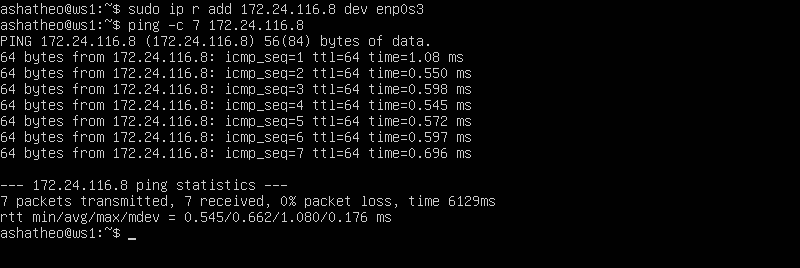 ashatheo@ws1:~$ sudo ip r add 172.24.116.8 dev enp0s3
ashatheo@ws1:~$ ping -c 7 172.24.116.8
PING 172.24.116.8 (172.24.116.8) 56(84) bytes of data.
64 bytes from 172.24.116.8: icmp_seq=1 ttl=64 time=1.08 ms
64 bytes from 172.24.116.8: icmp_seq=2 ttl=64 time=0.550 ms
64 bytes from 172.24.116.8: icmp_seq=3 ttl=64 time=0.598 ms
64 bytes from 172.24.116.8: icmp_seq=4 ttl=64 time=0.545 ms
64 bytes from 172.24.116.8: icmp_seq=5 ttl=64 time=0.572 ms
64 bytes from 172.24.116.8: icmp_seq=6 ttl=64 time=0.597 ms
64 bytes from 172.24.116.8: icmp_seq=7 ttl=64 time=0.696 ms
--- 172.24.116.8 ping statistics ---
7 packets transmitted, 7 received, 0% packet loss, time 6129ms
rtt min/avg/max/mdev = 0.545/0.662/1.080/0.176 ms
ashatheo@ws1:~$ _